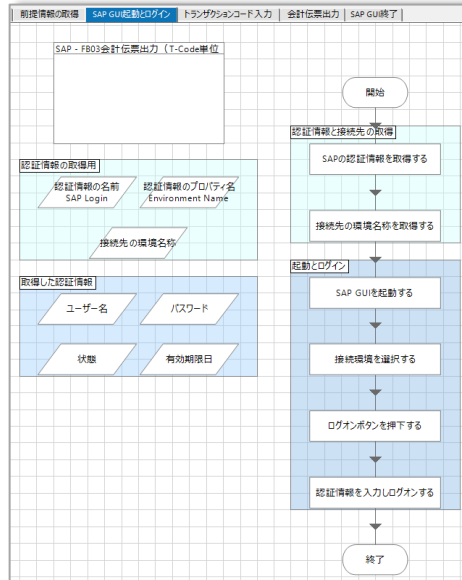 前提情報の取得
SAP GUI起動とログイン
トランザクションコード入力
会計伝票出力
SAP GUI終了
SAP - FB03会計伝票出力（T-Code単位
開始
認証情報と接続先の取得
SAPの認証情報を取得する
接続先の環境名称を取得する
認証情報の取得用
認証情報の名前
SAP Login
認証情報のプロパティ名
Environment Name
接続先の環境名称
取得した認証情報
ユーザー名
パスワード
状態
有効期限日
起動とログイン
SAP GUIを起動する
接続環境を選択する
ログオンボタンを押下する
認証情報を入力しログオンする
終了